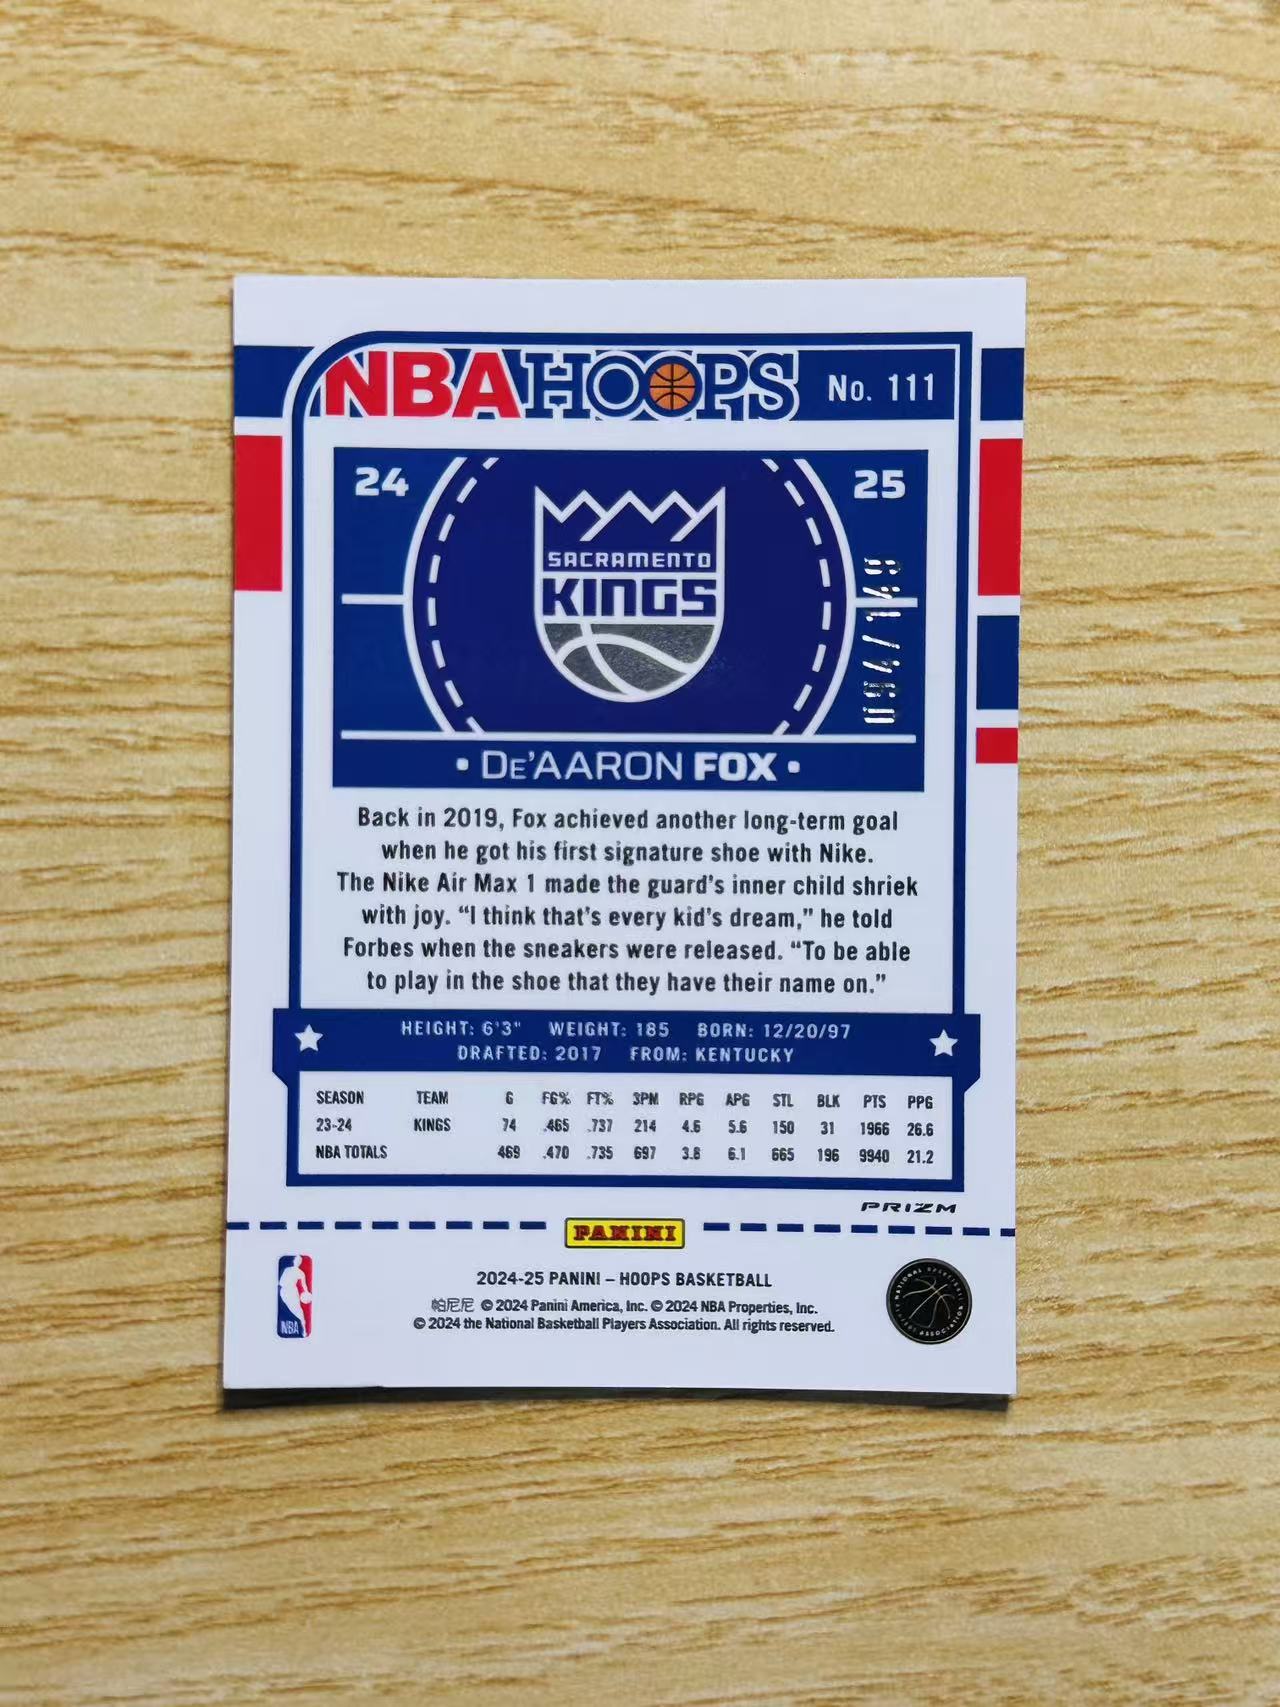 NBA HOOPS No. 111
24 25
SACRAMENTO
KINGS
• DE'AARON FOX •
Back in 2019, Fox achieved another long-term goal
when he got his first signature shoe with Nike.
The Nike Air Max 1 made the guard's inner child shriek
with joy. “I think that's every kid's dream,” he told
Forbes when the sneakers were released. “To be able
to play in the shoe that they have their name on.”
HEIGHT: 6'3" WEIGHT: 185 BORN: 12/20/97
DRAFTED: 2017 FROM: KENTUCKY
SEASON TEAM G FG% FT% 3PM RPG APG STL BLK PTS PPG
23-24 KINGS 74 .465 .737 214 4.6 5.6 150 31 1966 26.6
NBA TOTALS 469 .470 .735 697 3.8 6.1 665 196 9940 21.2
PRIZM
PANINI
2024-25 PANINI – HOOPS BASKETBALL
帕尼尼 © 2024 Panini America, Inc. © 2024 NBA Properties, Inc.
© 2024 the National Basketball Players Association. All rights reserved.
NBA
NATIONAL BASKETBALL
PLAYERS ASSOCIATION